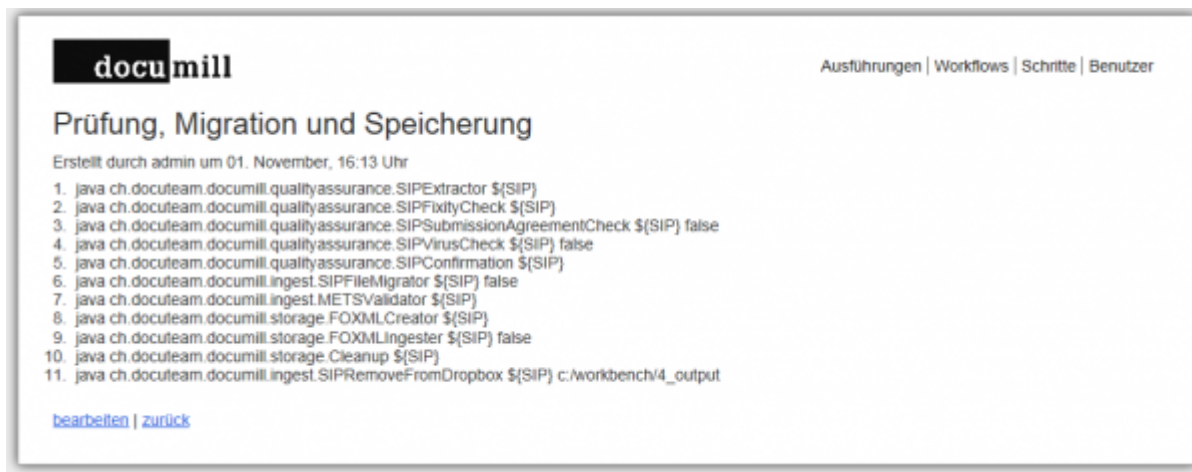 documill
Ausführungen | Workflows | Schritte | Benutzer
Prüfung, Migration und Speicherung
Erstellt durch admin um 01. November, 16:13 Uhr
1. java ch.docuteam.documill.qualityassurance.SIPExtractor ${SIP}
2. java ch.docuteam.documill.qualityassurance.SIPFixityCheck ${SIP}
3. java ch.docuteam.documill.qualityassurance.SIPSubmissionAgreementCheck ${SIP} false
4. java ch.docuteam.documill.qualityassurance.SIPVirusCheck ${SIP} false
5. java ch.docuteam.documill.qualityassurance.SIPConfirmation ${SIP}
6. java ch.docuteam.documill.ingest.SIPFileMigrator ${SIP} false
7. java ch.docuteam.documill.ingest.METSValidator ${SIP}
8. java ch.docuteam.documill.storage.FOXMLCreator ${SIP}
9. java ch.docuteam.documill.storage.FOXMLIngester ${SIP} false
10. java ch.docuteam.documill.storage.Cleanup ${SIP}
11. java ch.docuteam.documill.ingest.SIPRemoveFromDropbox ${SIP} c:/workbench/4_output
bearbeiten | zurück